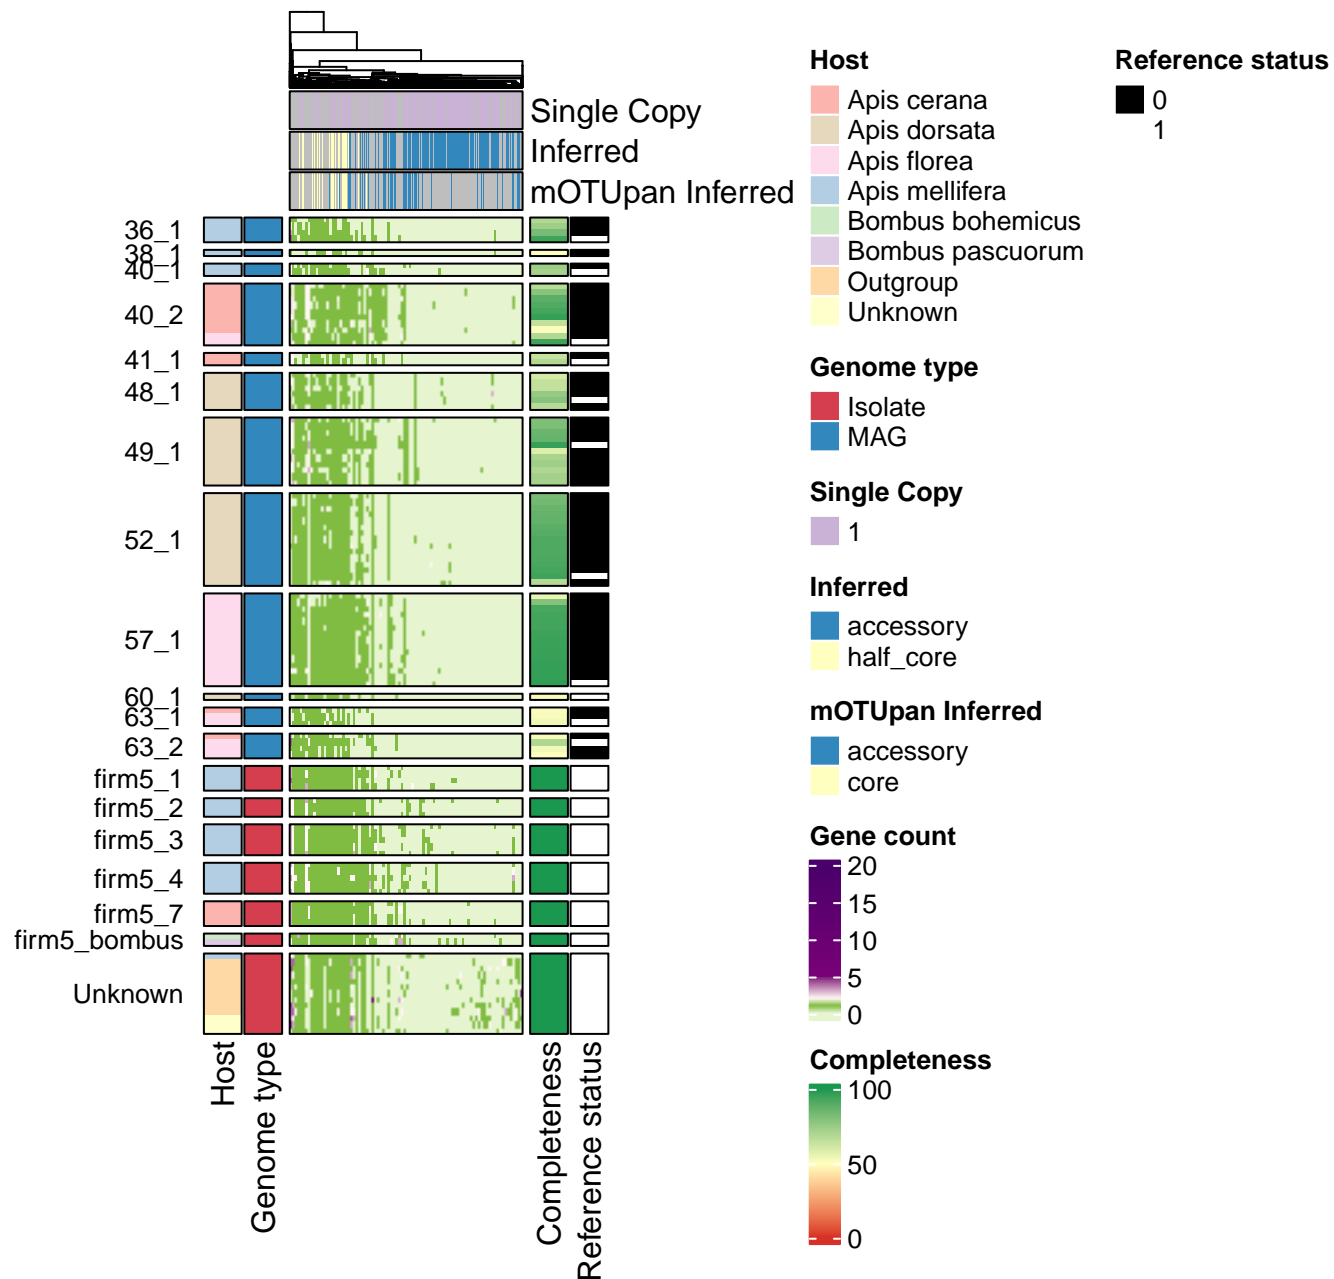 Single Copy
Inferred
mOTUpan Inferred
36_1
38_1
40_1
40_2
41_1
48_1
49_1
52_1
57_1
60_1
63_1
63_2
firm5_1
firm5_2
firm5_3
firm5_4
firm5_7
firm5_bombus
Unknown
Host
Genome type
Completeness
Reference status
Host
Apis cerana
Apis dorsata
Apis florea
Apis mellifera
Bombus bohemicus
Bombus pascuorum
Outgroup
Unknown
Genome type
Isolate
MAG
Single Copy
1
Inferred
accessory
half_core
mOTUpan Inferred
accessory
core
Gene count
20
15
10
5
0
Completeness
100
50
0
Reference status
0
1